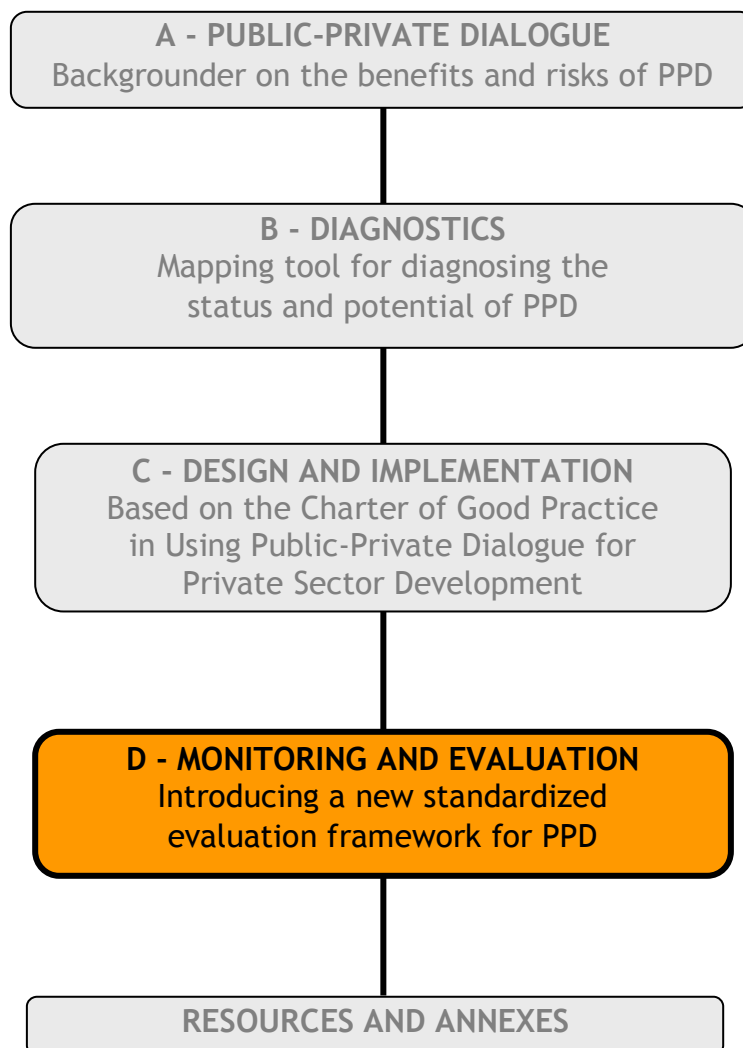 A - PUBLIC-PRIVATE DIALOGUE
Backgrounder on the benefits and risks of PPD
B - DIAGNOSTICS
Mapping tool for diagnosing the
status and potential of PPD
C - DESIGN AND IMPLEMENTATION
Based on the Charter of Good Practice
in Using Public-Private Dialogue for
Private Sector Development
D - MONITORING AND EVALUATION
Introducing a new standardized
evaluation framework for PPD
RESOURCES AND ANNEXES